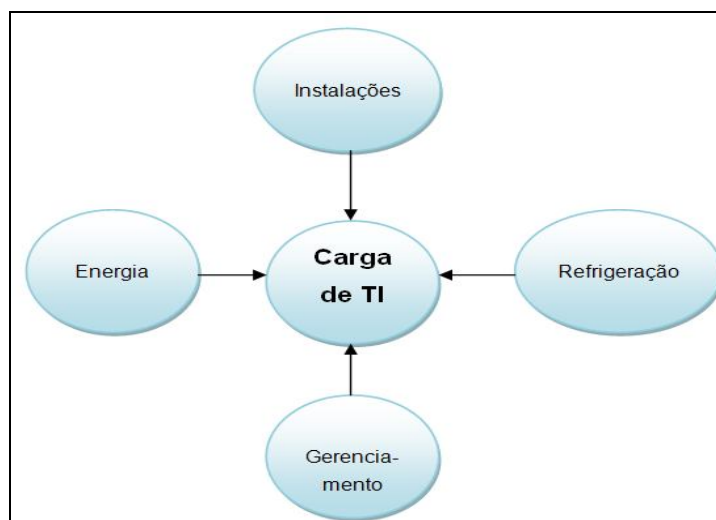 Instalações
Energia
Carga
de TI
Refrigeração
Gerencia-
mento